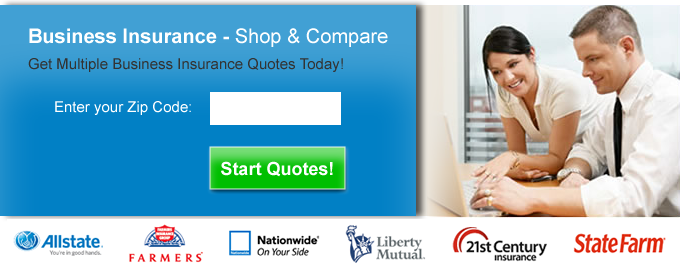 Business Insurance - Shop & Compare
Get Multiple Business Insurance Quotes Today!
Enter your Zip Code:
Start Quotes!
Allstate.
You're in good hands.
FARMERS
Nationwide®
On Your Side
Liberty
Mutual.
21st Century
insurance
State Farm